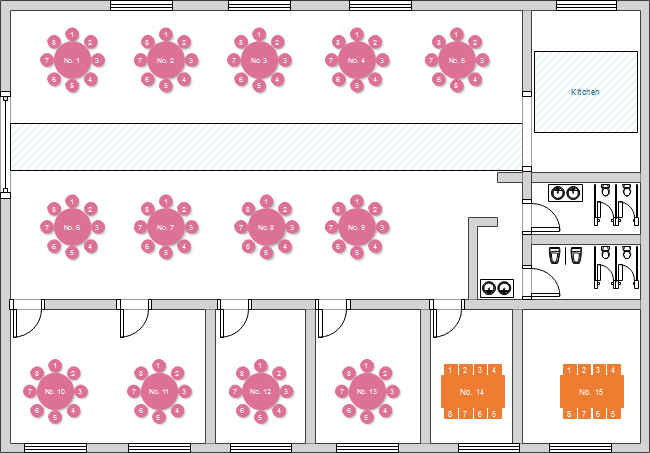 1
8 2
7 No. 1 3
6 4
5
1
8 2
7 No. 2 3
6 4
5
1
8 2
7 No. 3 3
6 4
5
1
8 2
7 No. 4 3
6 4
5
1
8 2
7 No. 5 3
6 4
5
Kitchen
1
8 2
7 No. 6 3
6 4
5
1
8 2
7 No. 7 3
6 4
5
1
8 2
7 No. 8 3
6 4
5
1
8 2
7 No. 9 3
6 4
5
1
8 2
7 No. 10 3
6 4
5
1
8 2
7 No. 11 3
6 4
5
1
8 2
7 No. 12 3
6 4
5
1
8 2
7 No. 13 3
6 4
5
1 2 3 4
No. 14
8 7 6 5
1 2 3 4
No. 15
8 7 6 5